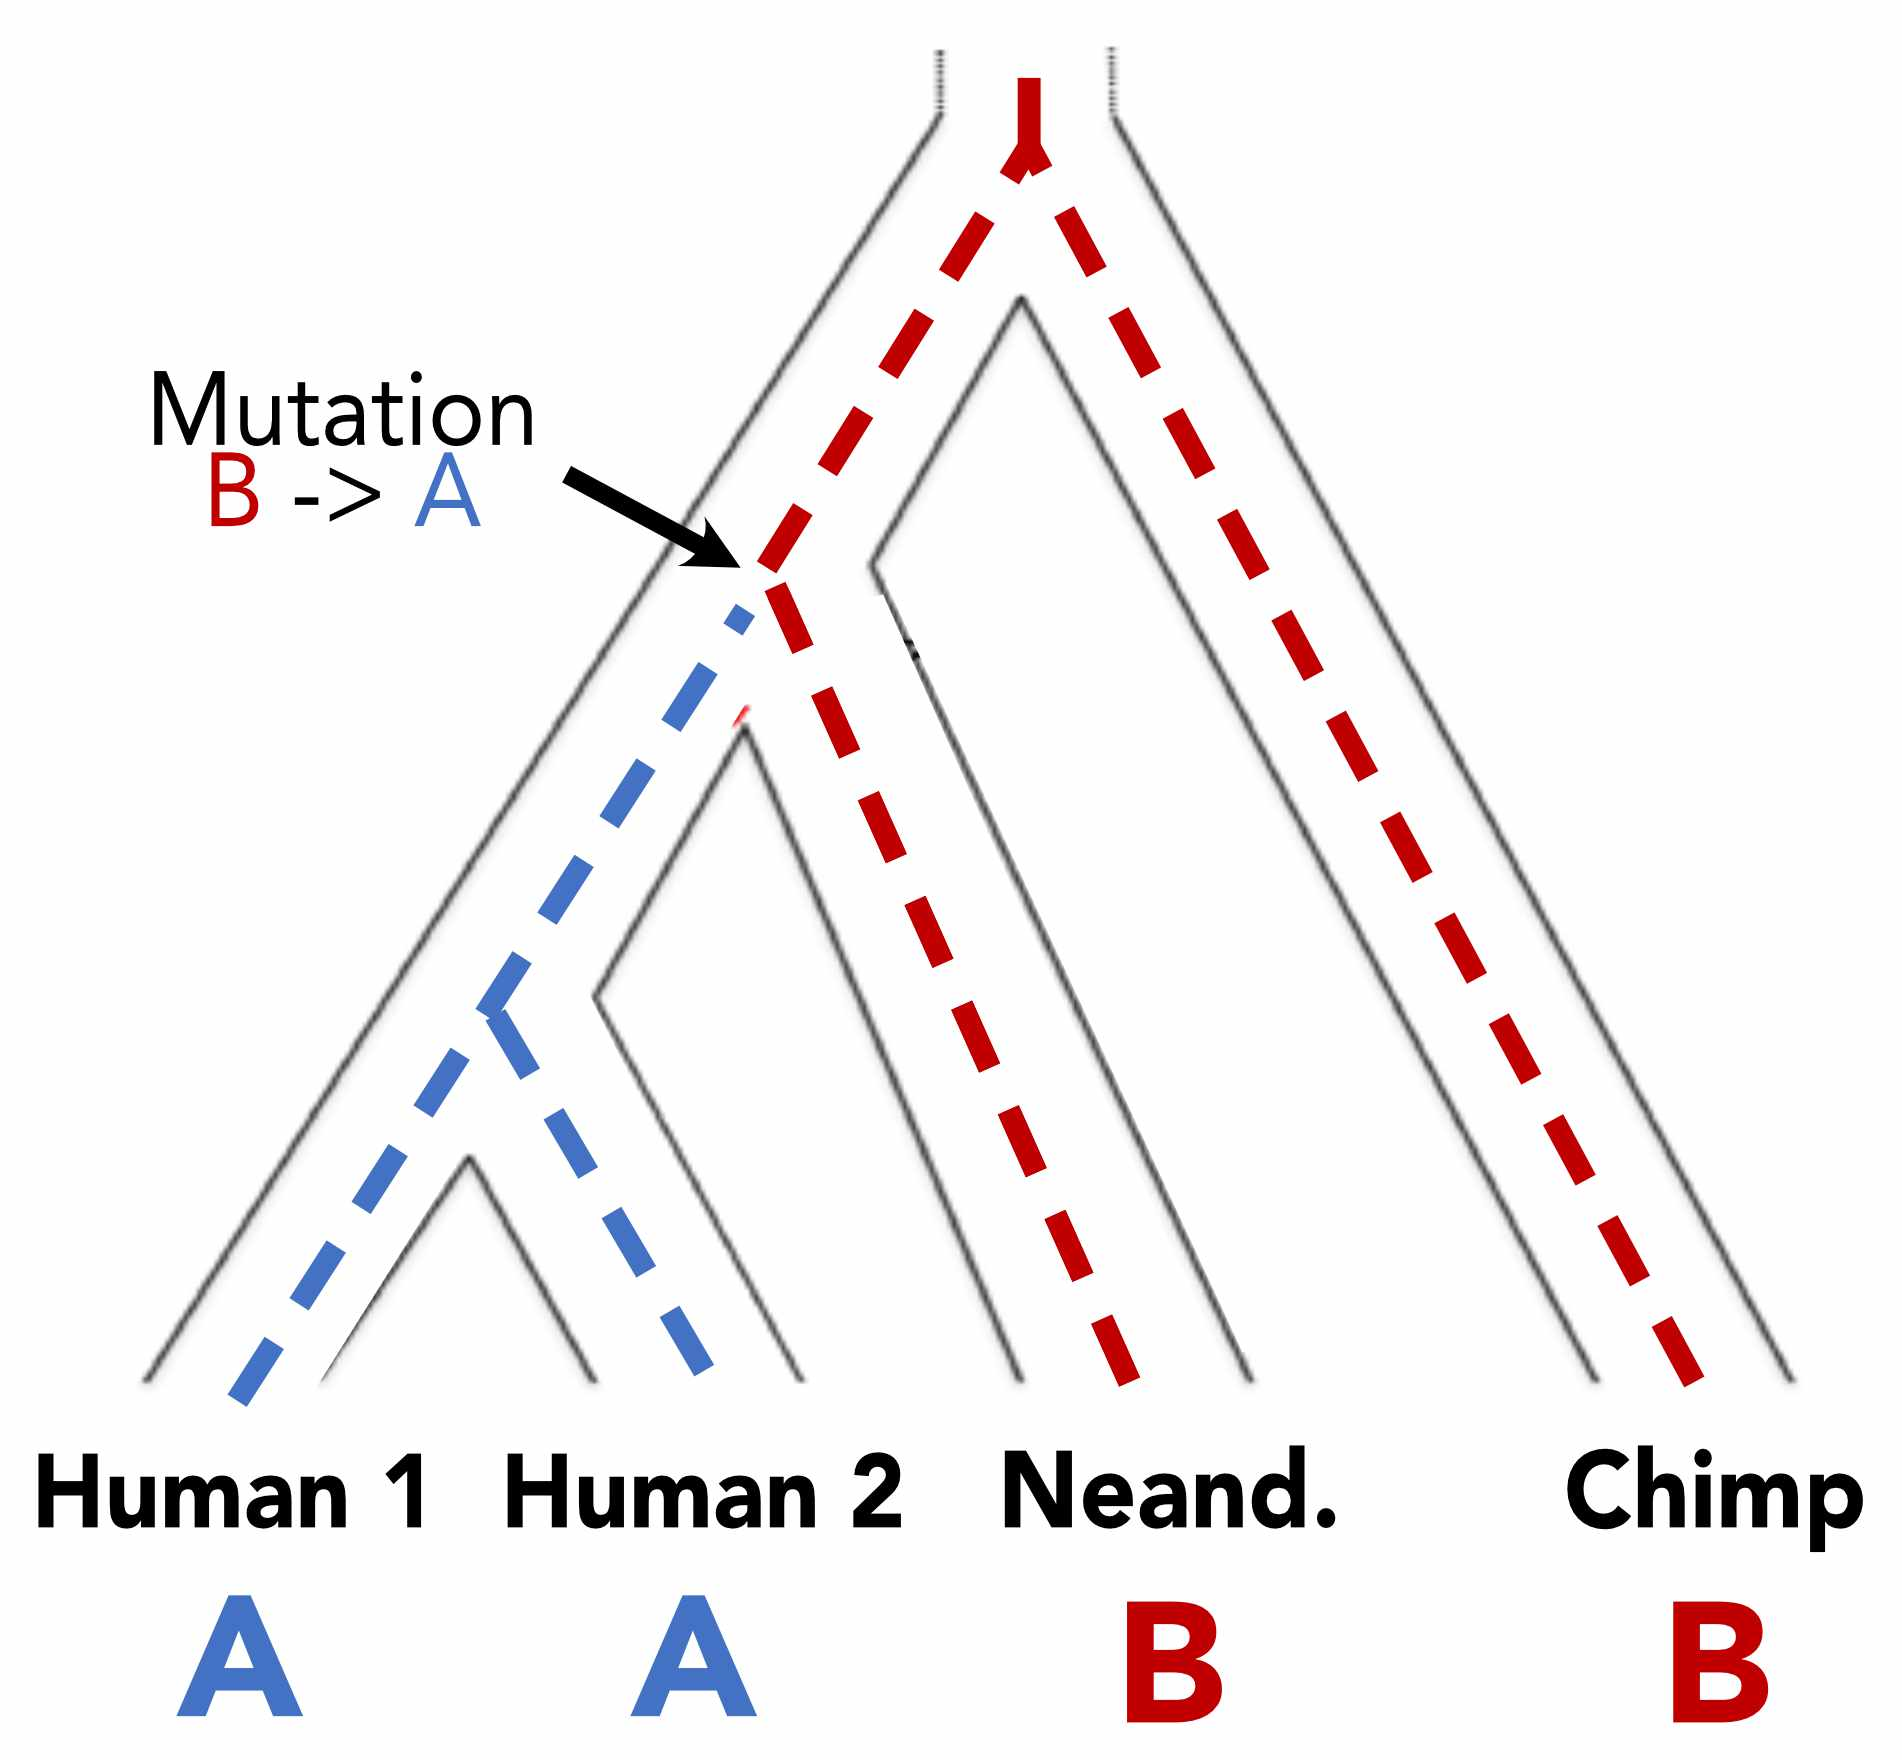 Mutation
B -> A
Human 1 Human 2 Neand. Chimp
A A B B